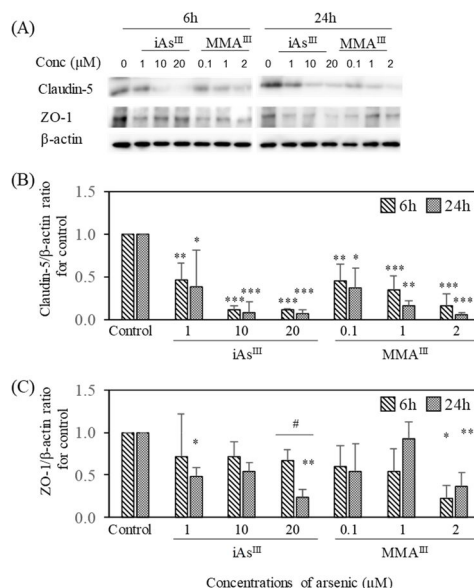 (A)
6h 24h
iAsIII MMAIII iAsIII MMAIII
Conc (μM) 0 1 10 20 0.1 1 2 0 1 10 20 0.1 1 2
Claudin-5
ZO-1
β-actin
(B)
Claudin-5/β-actin ratio
for control
1.5
1.0
0.5
0.0
6h 24h
** * *** *** *** *** ** * *** ** *** ***
Control 1 10 20 0.1 1 2
iAsIII MMAIII
(C)
ZO-1/β-actin ratio
for control
1.5
1.0
0.5
0.0
6h 24h
* # ** * **
Control 1 10 20 0.1 1 2
iAsIII MMAIII
Concentrations of arsenic (μM)